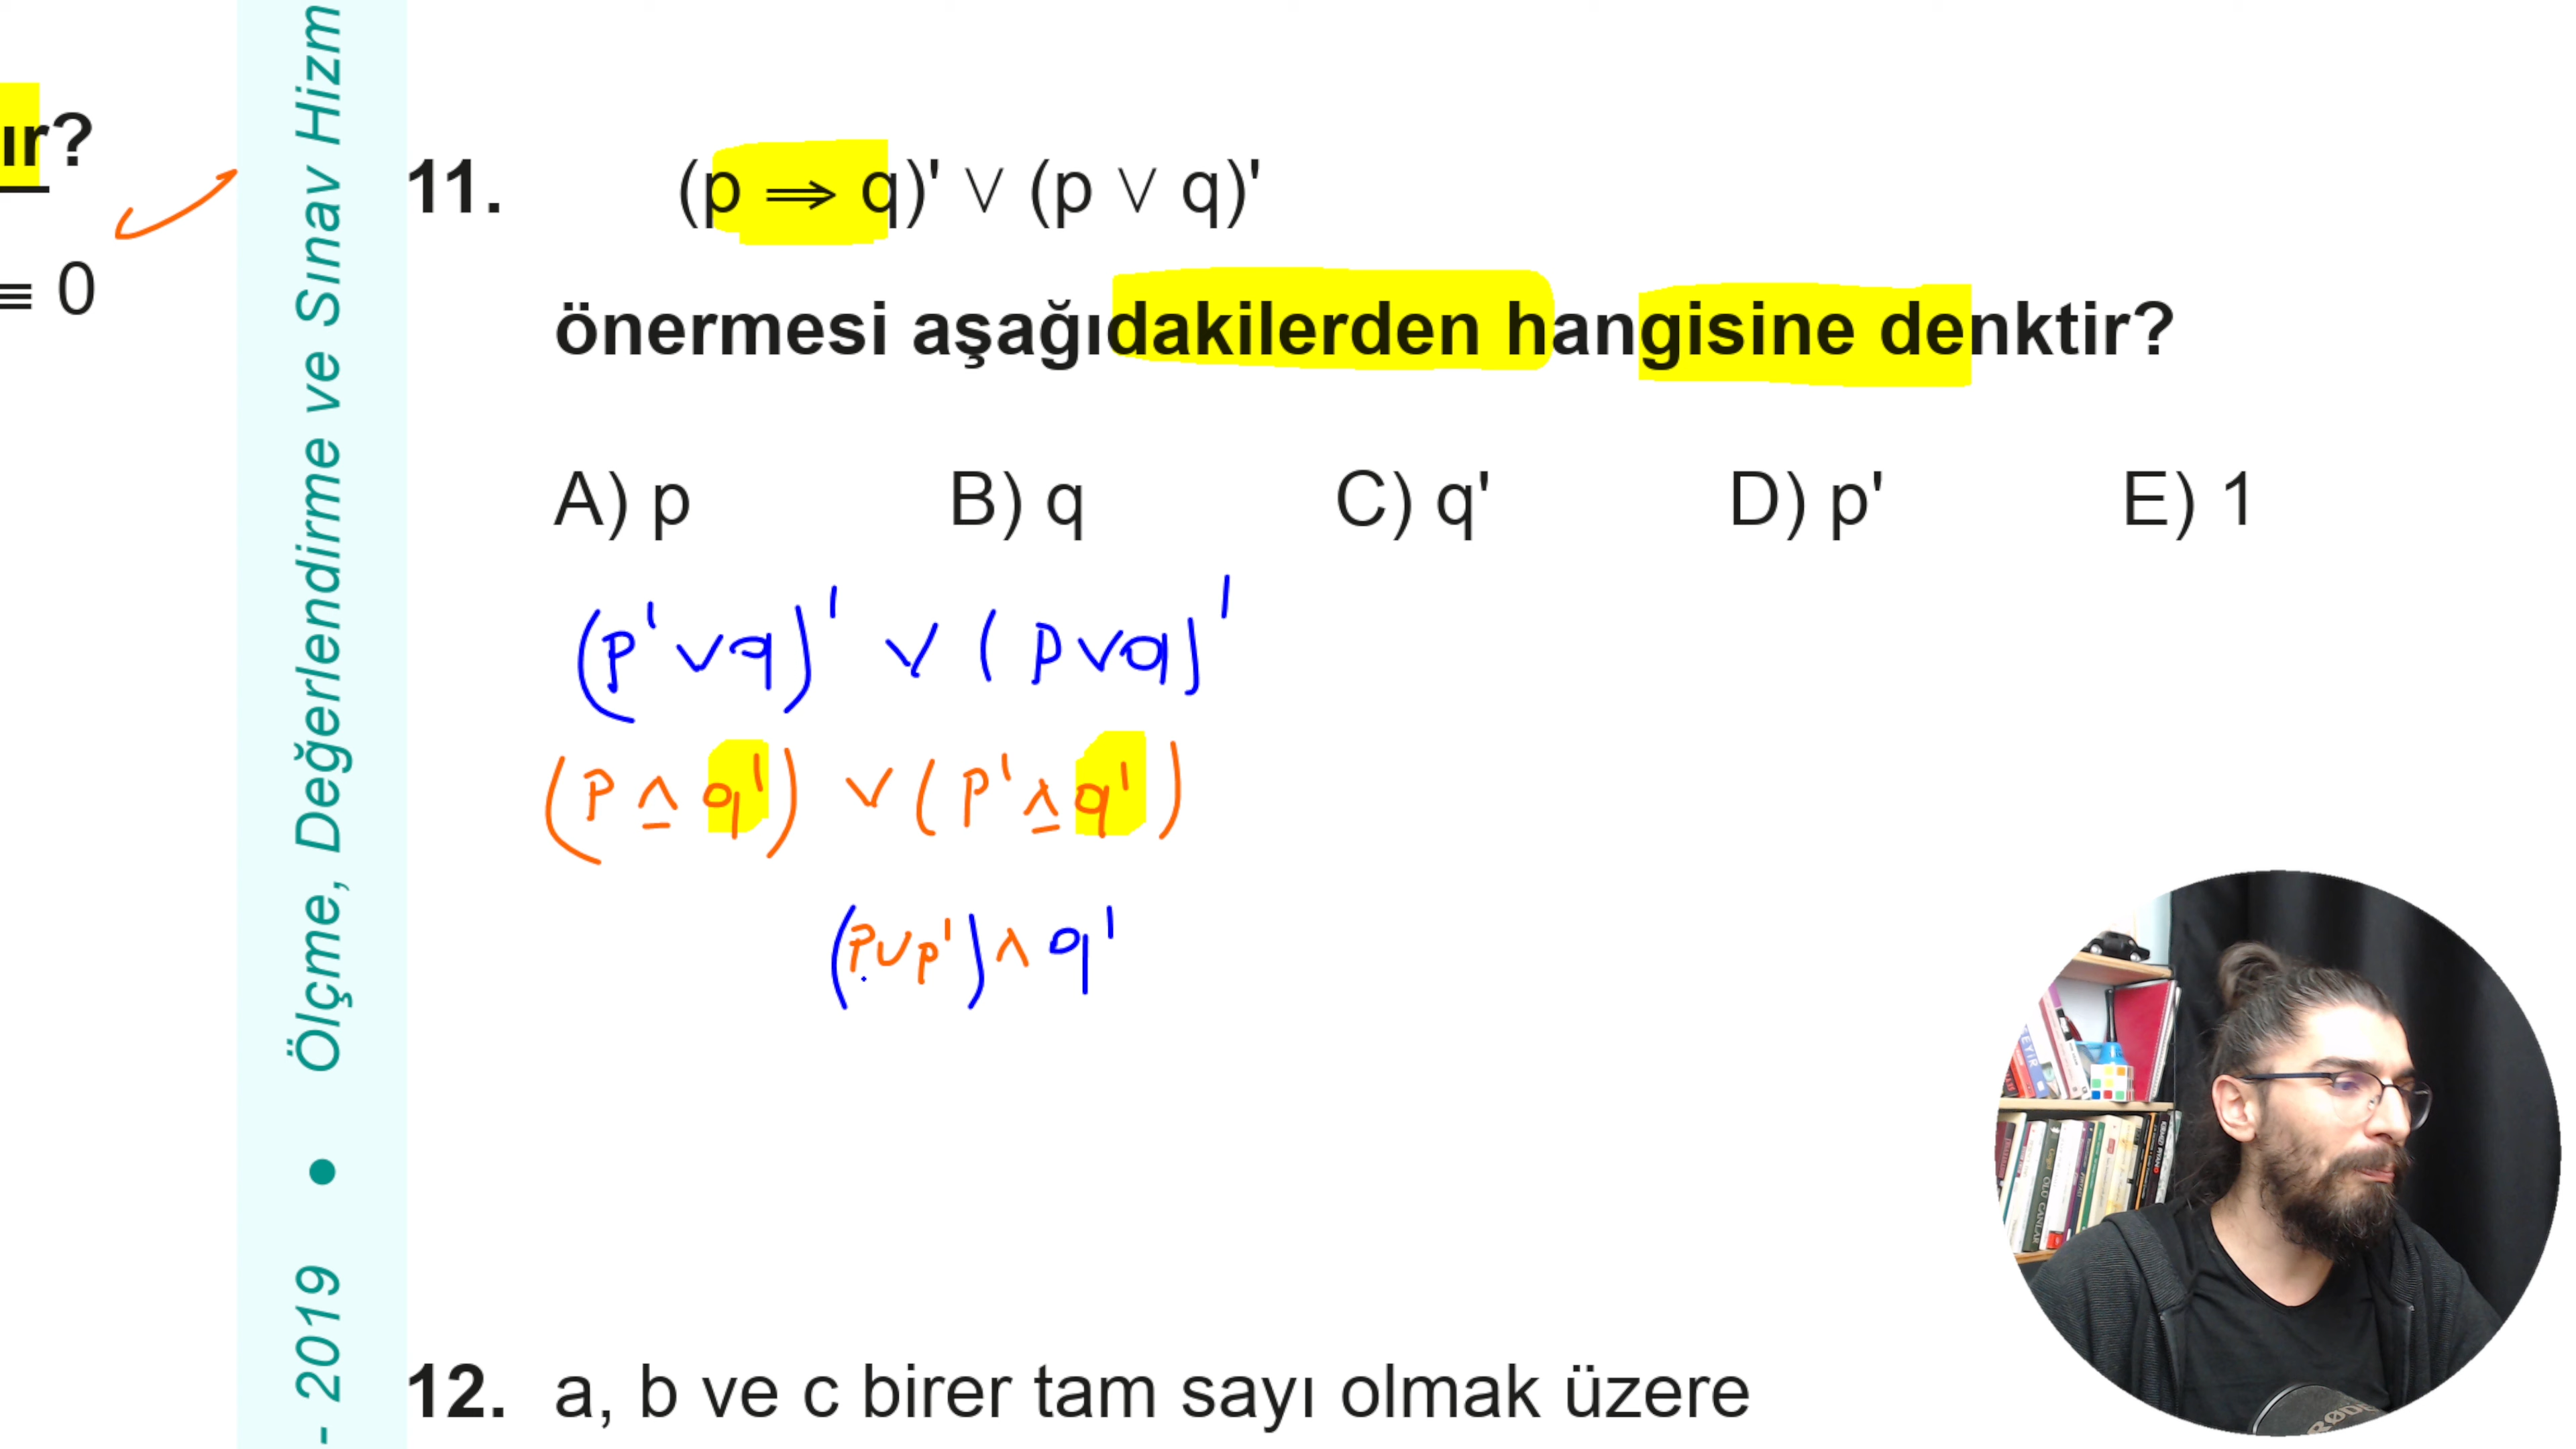 ır?
≡ 0
- 2019 • Ölçme, Değerlendirme ve Sınav Hizm
11. (p ⇒ q)' ∨ (p ∨ q)'
önermesi aşağıdakilerden hangisine denktir?
A) p B) q C) q' D) p' E) 1
(p' ∨ q)' ∨ (p ∨ q)'
(p ∧ q') ∨ (p' ∧ q')
(p ∪ p') ∧ q'
12. a, b ve c birer tam sayı olmak üzere